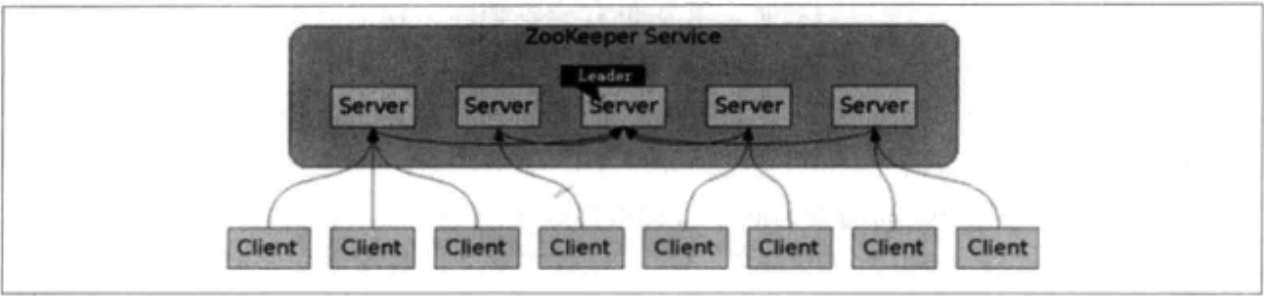 ZooKeeper Service
Leader
Server Server Server Server Server
Client Client Client Client Client Client Client Client